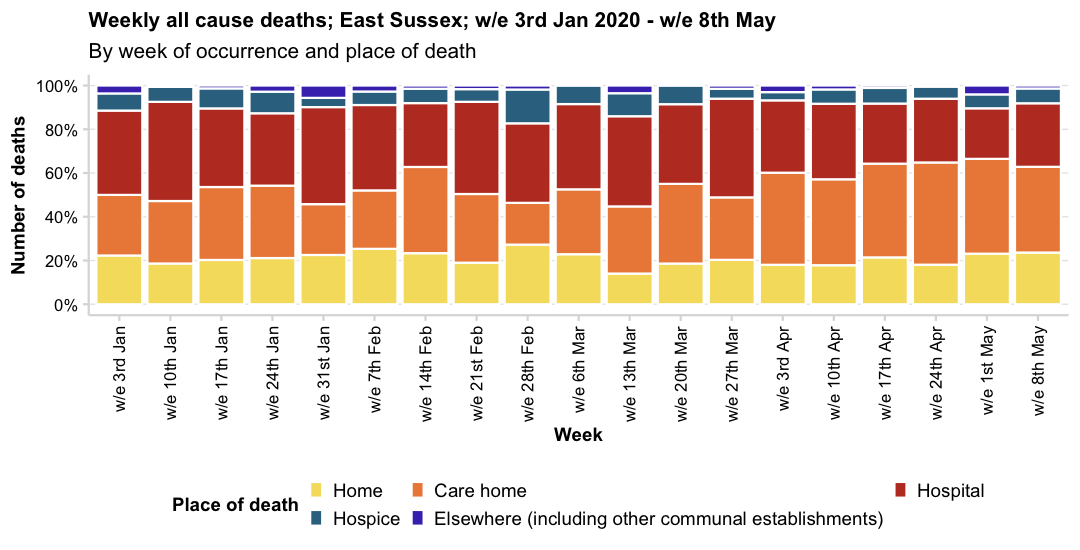 Weekly all cause deaths; East Sussex; w/e 3rd Jan 2020 - w/e 8th May
By week of occurrence and place of death
Number of deaths
100%
80%
60%
40%
20%
0%
w/e 3rd Jan
w/e 10th Jan
w/e 17th Jan
w/e 24th Jan
w/e 31st Jan
w/e 7th Feb
w/e 14th Feb
w/e 21st Feb
w/e 28th Feb
w/e 6th Mar
w/e 13th Mar
w/e 20th Mar
w/e 27th Mar
w/e 3rd Apr
w/e 10th Apr
w/e 17th Apr
w/e 24th Apr
w/e 1st May
w/e 8th May
Week
Place of death
Home
Care home
Hospital
Hospice
Elsewhere (including other communal establishments)